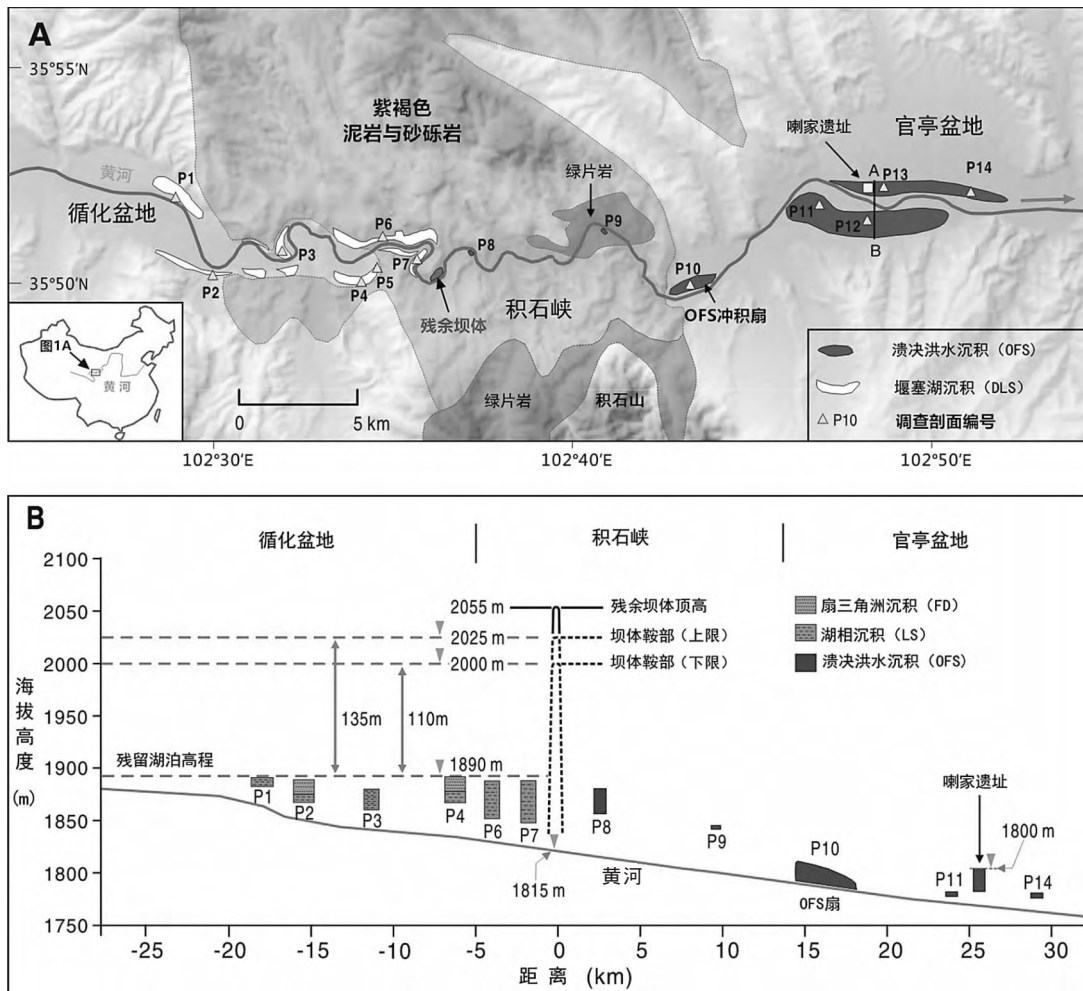 A
35°55′N
35°50′N
黄河
P1
循化盆地
P2
P3
紫褐色
泥岩与砂砾岩
P6
P7
P5
P4
残余坝体
P8
绿片岩
P9
积石峡
P10
OFS冲积扇
喇家遗址
官亭盆地
A
P13
P14
P11
P12
B
图1A
黄河
0
5 km
绿片岩
积石山
溃决洪水沉积（OFS）
堰塞湖沉积（DLS）
P10 调查剖面编号
102°30′E
102°40′E
102°50′E
B
循化盆地
积石峡
官亭盆地
2100
2050
2000
1950
1900
1850
1800
1750
海拔高度
(m)
2055 m
残余坝体顶高
2025 m
坝体鞍部（上限）
2000 m
坝体鞍部（下限）
扇三角洲沉积（FD）
湖相沉积（LS）
溃决洪水沉积（OFS）
135m
110m
残留湖泊高程
1890 m
P1
P2
P3
P4
P6
P7
P8
P9
P10
OFS扇
喇家遗址
1800 m
P11
P14
1815 m
黄河
-25
-20
-15
-10
-5
0
5
10
15
20
25
30
距 离 (km)